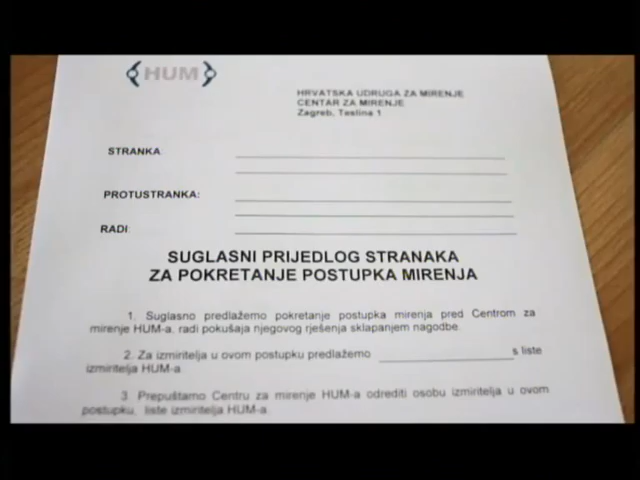 HUM
HRVATSKA UDRUGA ZA MIRENJE
CENTAR ZA MIRENJE
Zagreb, Teslina 1
STRANKA
PROTUSTRANKA:
RADI:
SUGLASNI PRIJEDLOG STRANAKA
ZA POKRETANJE POSTUPKA MIRENJA
1. Suglasno predlažemo pokretanje postupka mirenja pred Centrom za
mirenje HUM-a, radi pokušaja njegovog rješenja sklapanjem nagodbe.
2. Za izmiritelja u ovom postupku predlažemo s liste
izmiritelja HUM-a.
3. Prepuštamo Centru za mirenje HUM-a odrediti osobu izmiritelja u ovom
postupku, liste izmiritelja HUM-a.